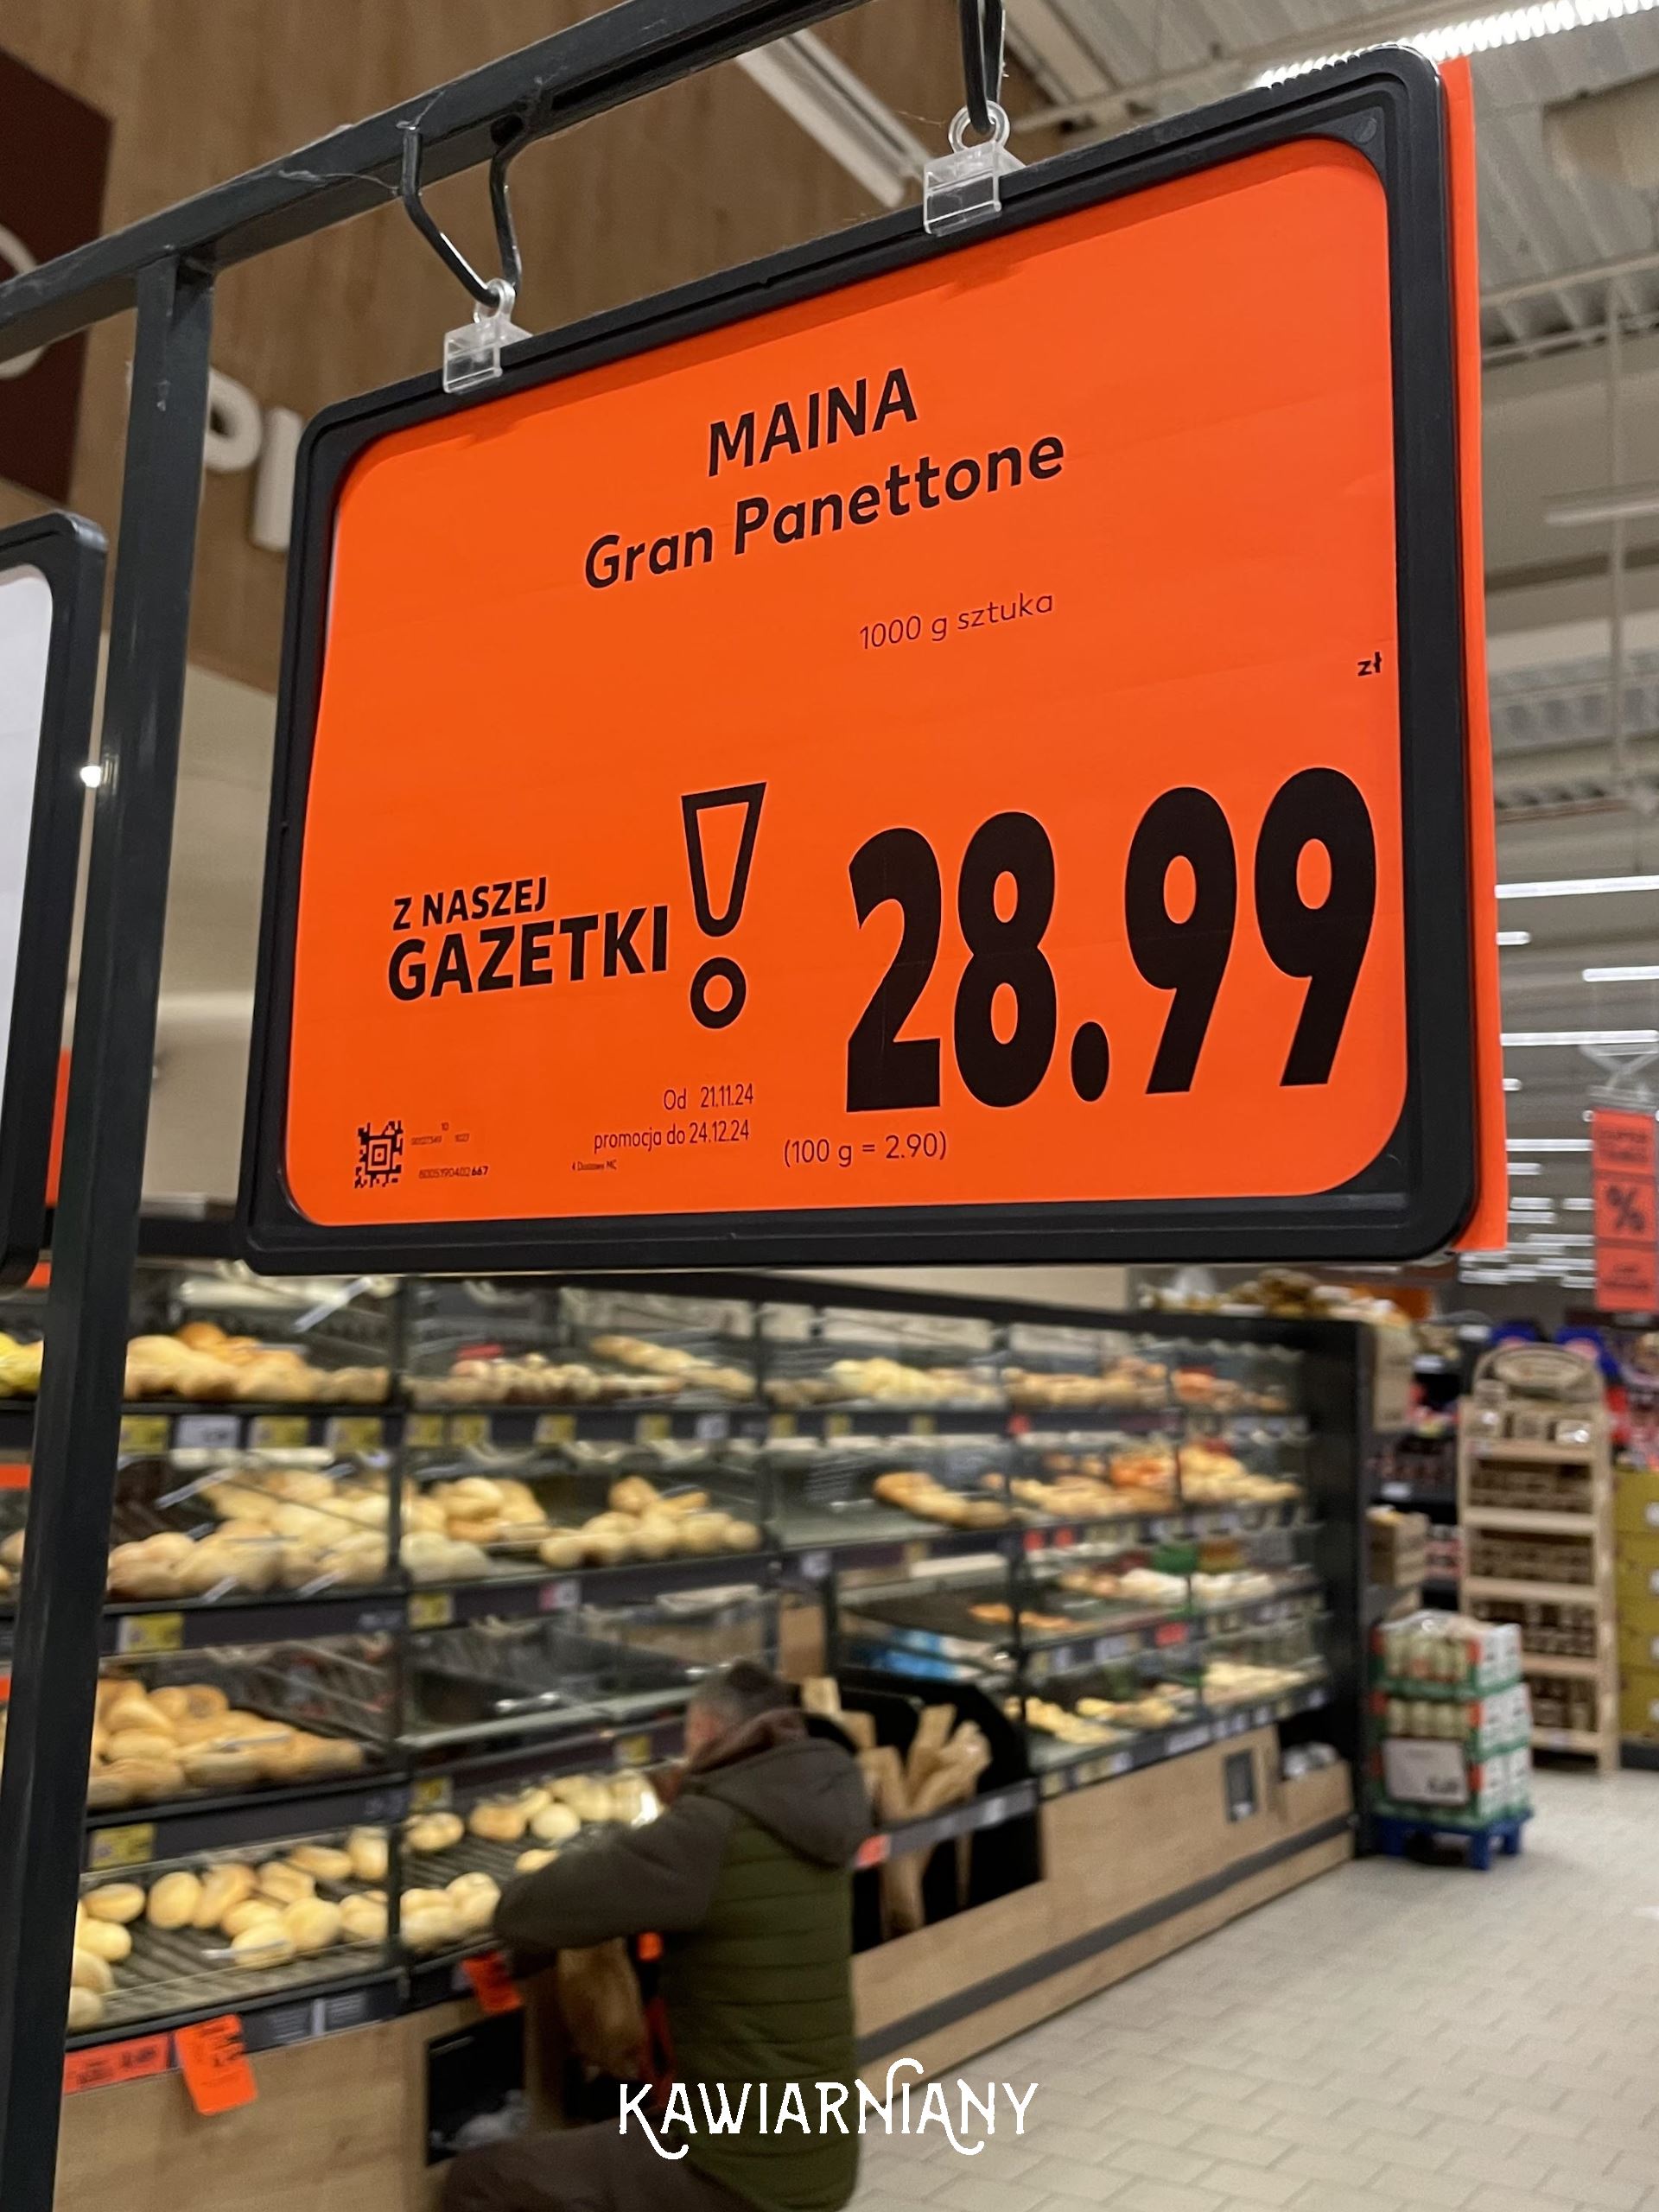 MAINA
Gran Panettone
1000 g sztuka
zł
Z NASZEJ
GAZETKI
28.99
Od 21.11.24
promocja do 24.12.24
(100 g = 2.90)
%
KAWIARNIANY